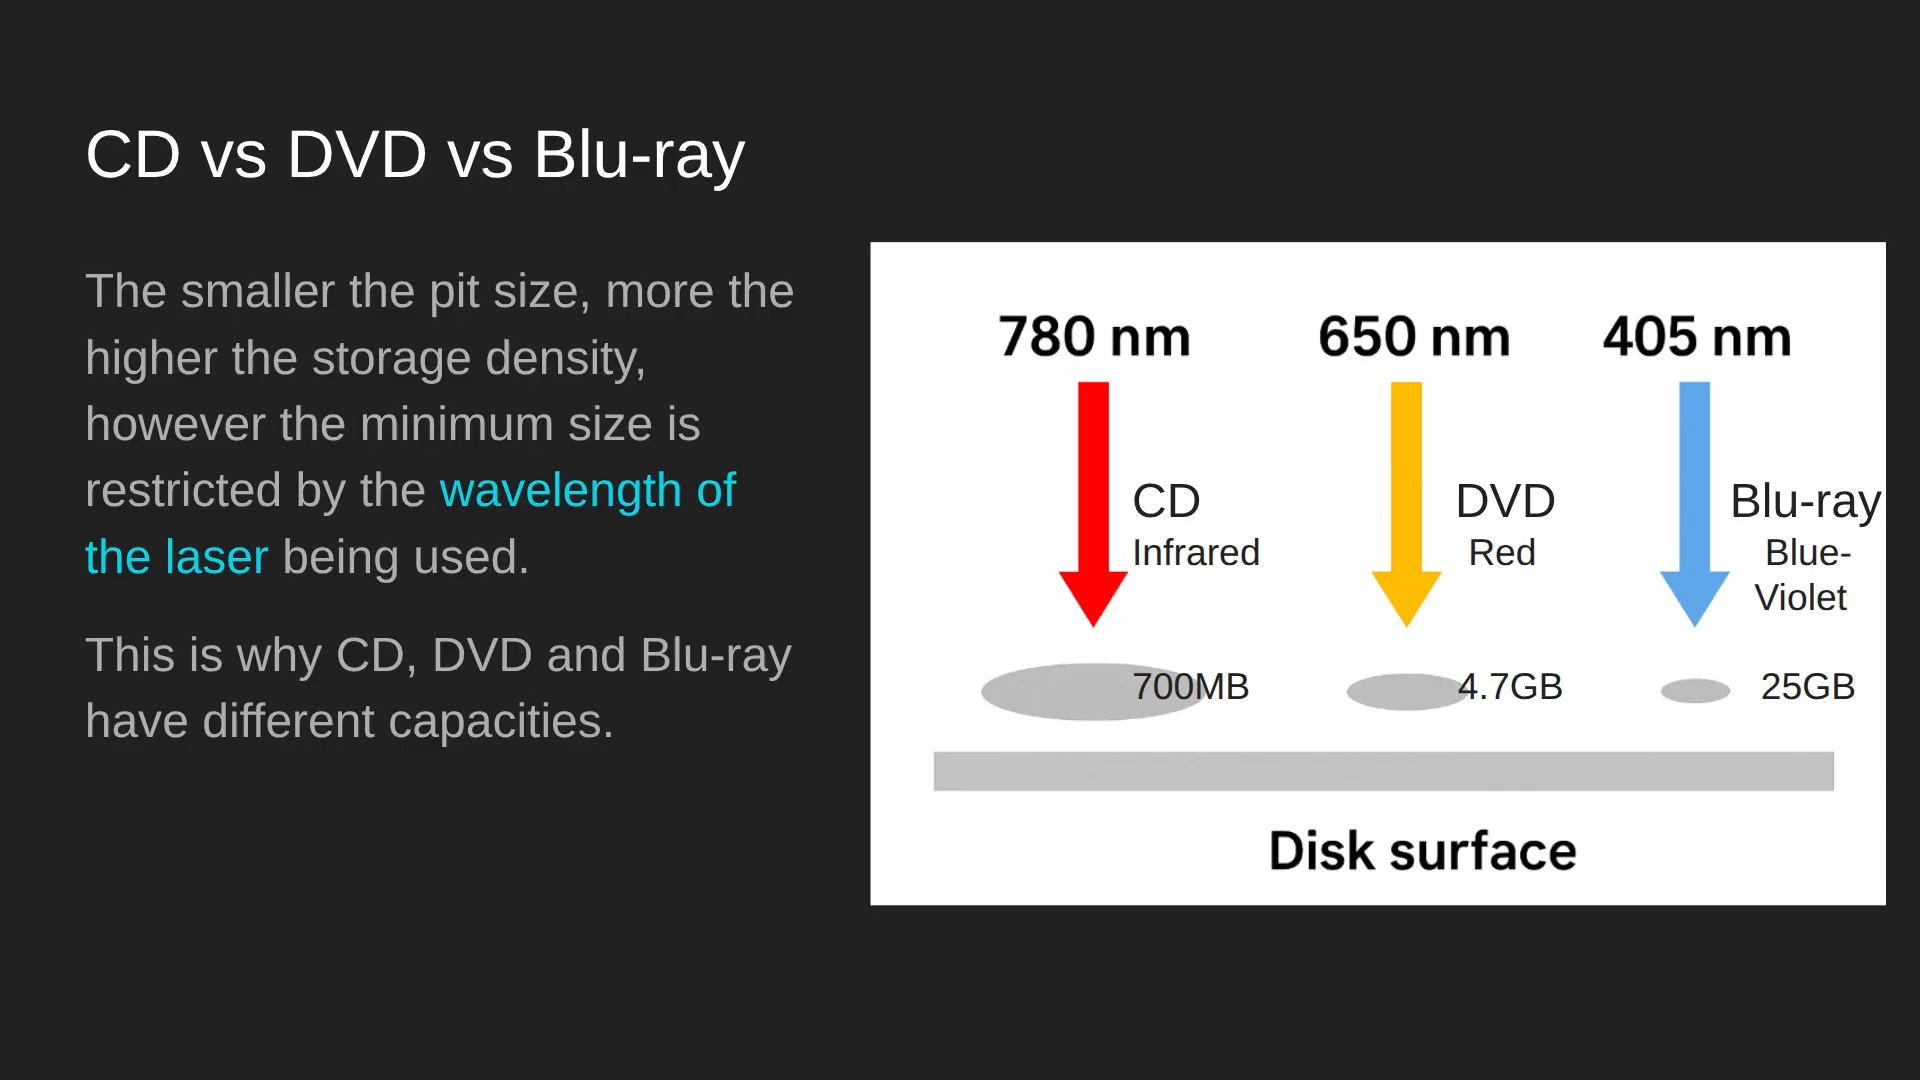 CD vs DVD vs Blu-ray
The smaller the pit size, more the
higher the storage density,
however the minimum size is
restricted by the wavelength of
the laser being used.
This is why CD, DVD and Blu-ray
have different capacities.
780 nm 650 nm 405 nm
CD DVD Blu-ray
Infrared Red Blue-
Violet
700MB 4.7GB 25GB
Disk surface